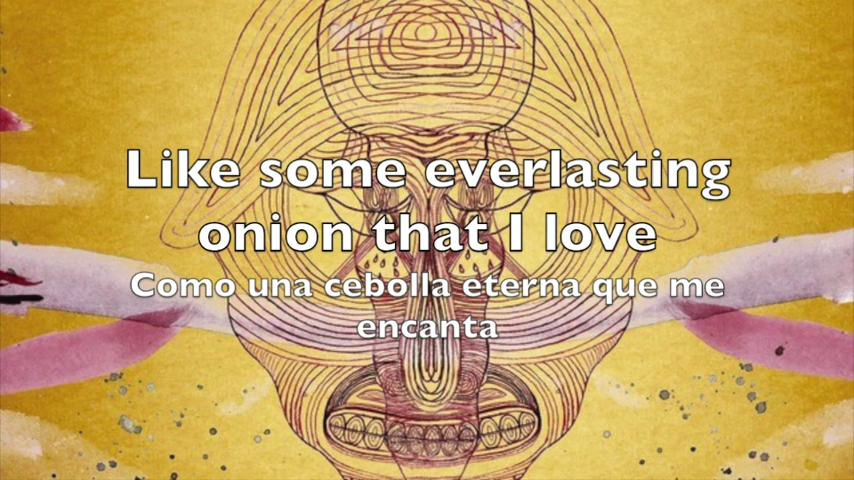 Like some everlasting
onion that I love
Como una cebolla eterna que me
encanta